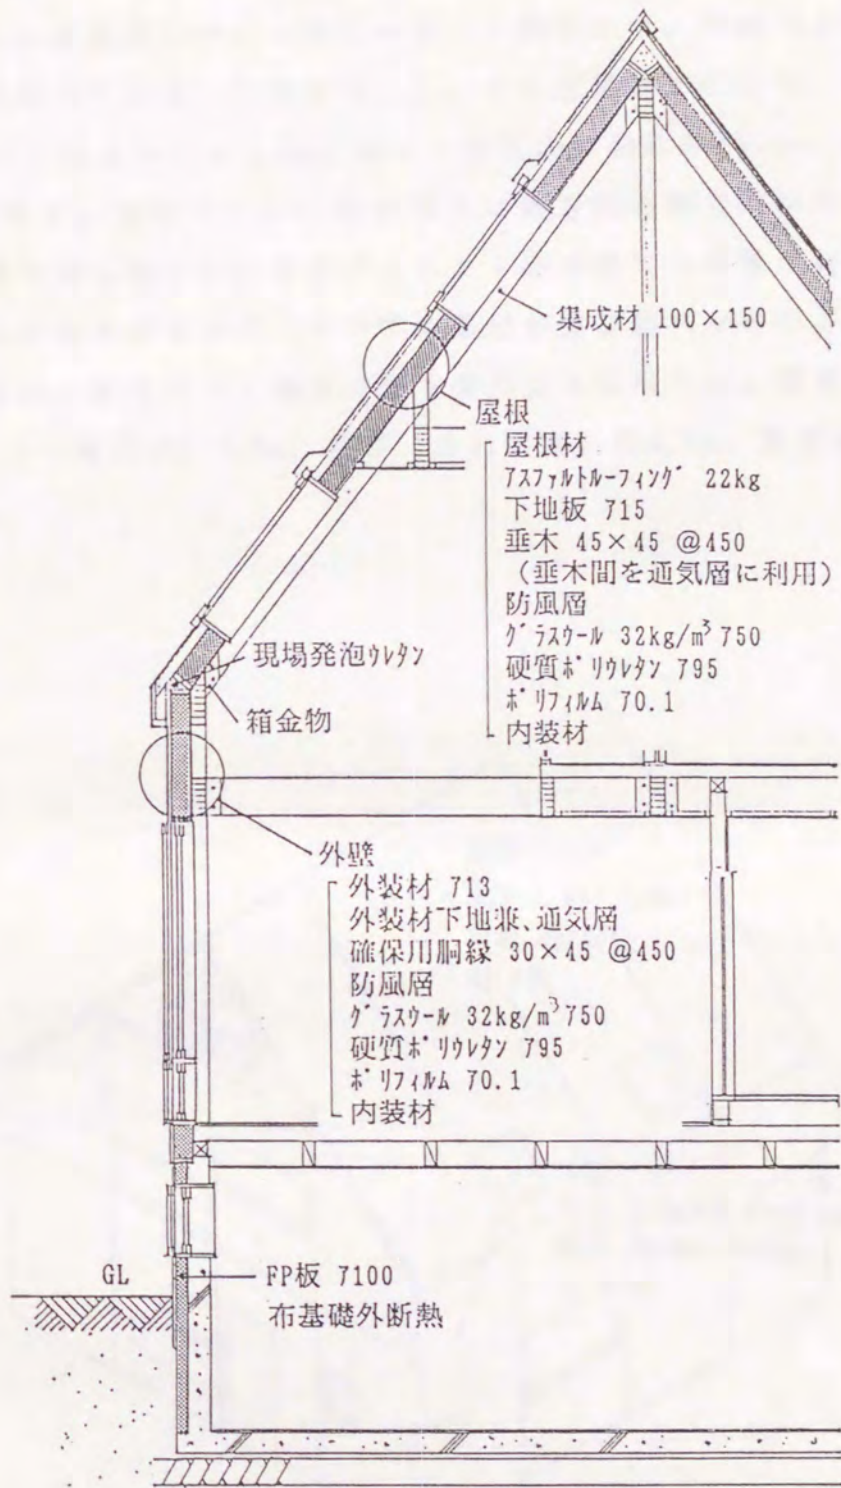 集成材 100×150
屋根
屋根材
アスファルトルーフィング 22kg
下地板 715
垂木 45×45 @450
(垂木間を通気層に利用)
防風層
グラスウール 32kg/m³ 750
硬質ポリウレタン 795
ポリフィルム 70.1
内装材
現場発泡ウレタン
箱金物
外壁
外装材 713
外装材下地兼、通気層
確保用胴縁 30×45 @450
防風層
グラスウール 32kg/m³ 750
硬質ポリウレタン 795
ポリフィルム 70.1
内装材
GL
FP板 7100
布基礎外断熱